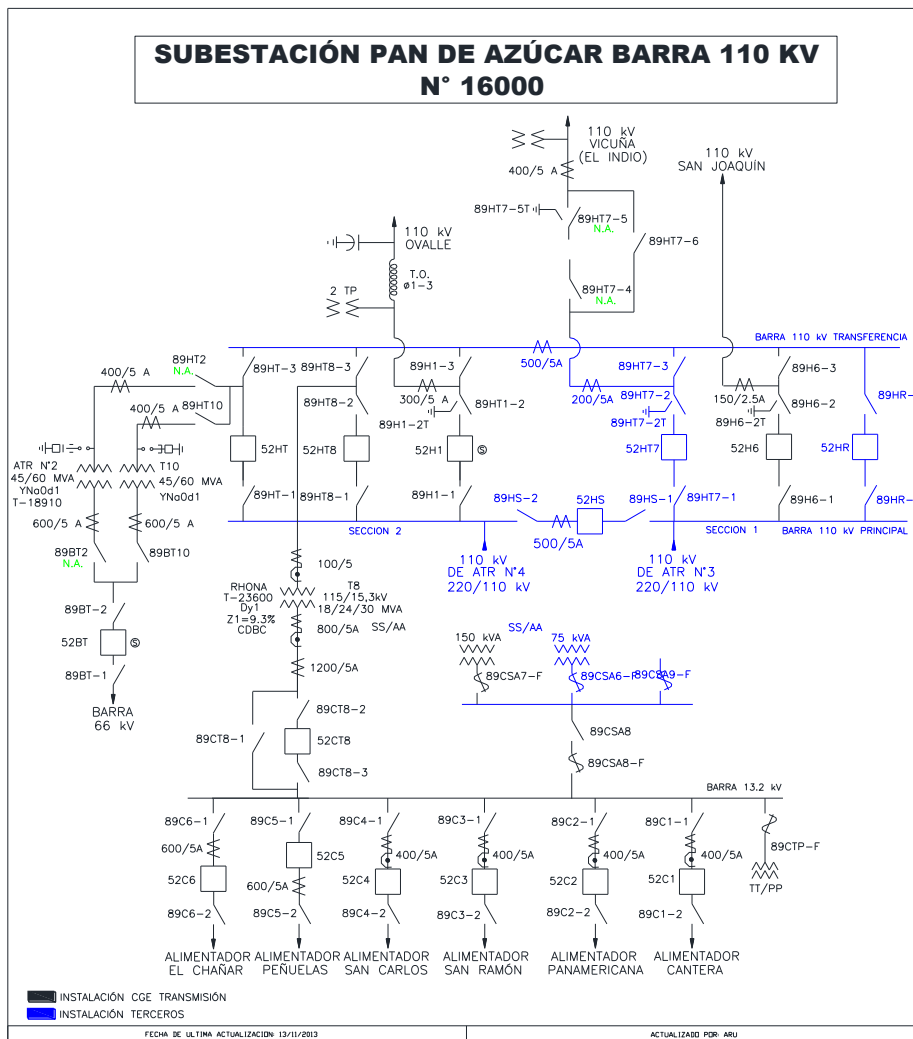 SUBESTACIÓN PAN DE AZÚCAR BARRA 110 KV
N° 16000
110 kV
VICUÑA
(EL INDIO)
400/5 A
110 kV
SAN JOAQUÍN
89HT7-5T
89HT7-5
N.A.
89HT7-6
110 kV
OVALLE
T.O.
ø1-3
2 TP
89HT7-4
N.A.
BARRA 110 kV TRANSFERENCIA
89HT2
N.A.
400/5 A
89HT-3
89HT8-3
89H1-3
500/5A
89HT7-3
89H6-3
400/5 A
89HT10
89HT8-2
300/5 A
89HT1-2
89H1-2T
200/5A
89HT7-2
89HT7-2T
150/2.5A
89H6-2
89H6-2T
89HR-
52HT
52HT8
52H1
S
52HT7
52H6
52HR
ATR N°2
45/60 MVA
YNa0d1
T-18910
T10
45/60 MVA
YNa0d1
89HT-1
89HT8-1
89H1-1
89HS-2
52HS
89HS-1
89HT7-1
89H6-1
89HR-
600/5 A
600/5 A
SECCION 2
500/5A
SECCION 1
BARRA 110 kV PRINCIPAL
89BT2
N.A.
89BT10
110 kV
DE ATR N°4
220/110 kV
110 kV
DE ATR N°3
220/110 kV
100/5
RHONA
T-23600
Dy1
Z1=9.3%
CDBC
T8
115/15,3kV
18/24/30 MVA
800/5A
SS/AA
89BT-2
52BT
S
89BT-1
BARRA
66 kV
1200/5A
150 kVA
SS/AA
75 kVA
89CSA7-F
89CSA6-F
89CSA9-F
89CT8-1
89CT8-2
52CT8
89CT8-3
89CSA8
89CSA8-F
BARRA 13.2 kV
89C6-1
89C5-1
89C4-1
89C3-1
89C2-1
89C1-1
89CTP-F
600/5A
52C5
400/5A
400/5A
400/5A
400/5A
52C6
600/5A
52C4
52C3
52C2
52C1
TT/PP
89C6-2
89C5-2
89C4-2
89C3-2
89C2-2
89C1-2
ALIMENTADOR
EL CHAÑAR
ALIMENTADOR
PEÑUELAS
ALIMENTADOR
SAN CARLOS
ALIMENTADOR
SAN RAMÓN
ALIMENTADOR
PANAMERICANA
ALIMENTADOR
CANTERA
INSTALACIÓN CGE TRANSMISIÓN
INSTALACIÓN TERCEROS
FECHA DE ULTIMA ACTUALIZACION: 13/11/2013
ACTUALIZADO POR: ARU